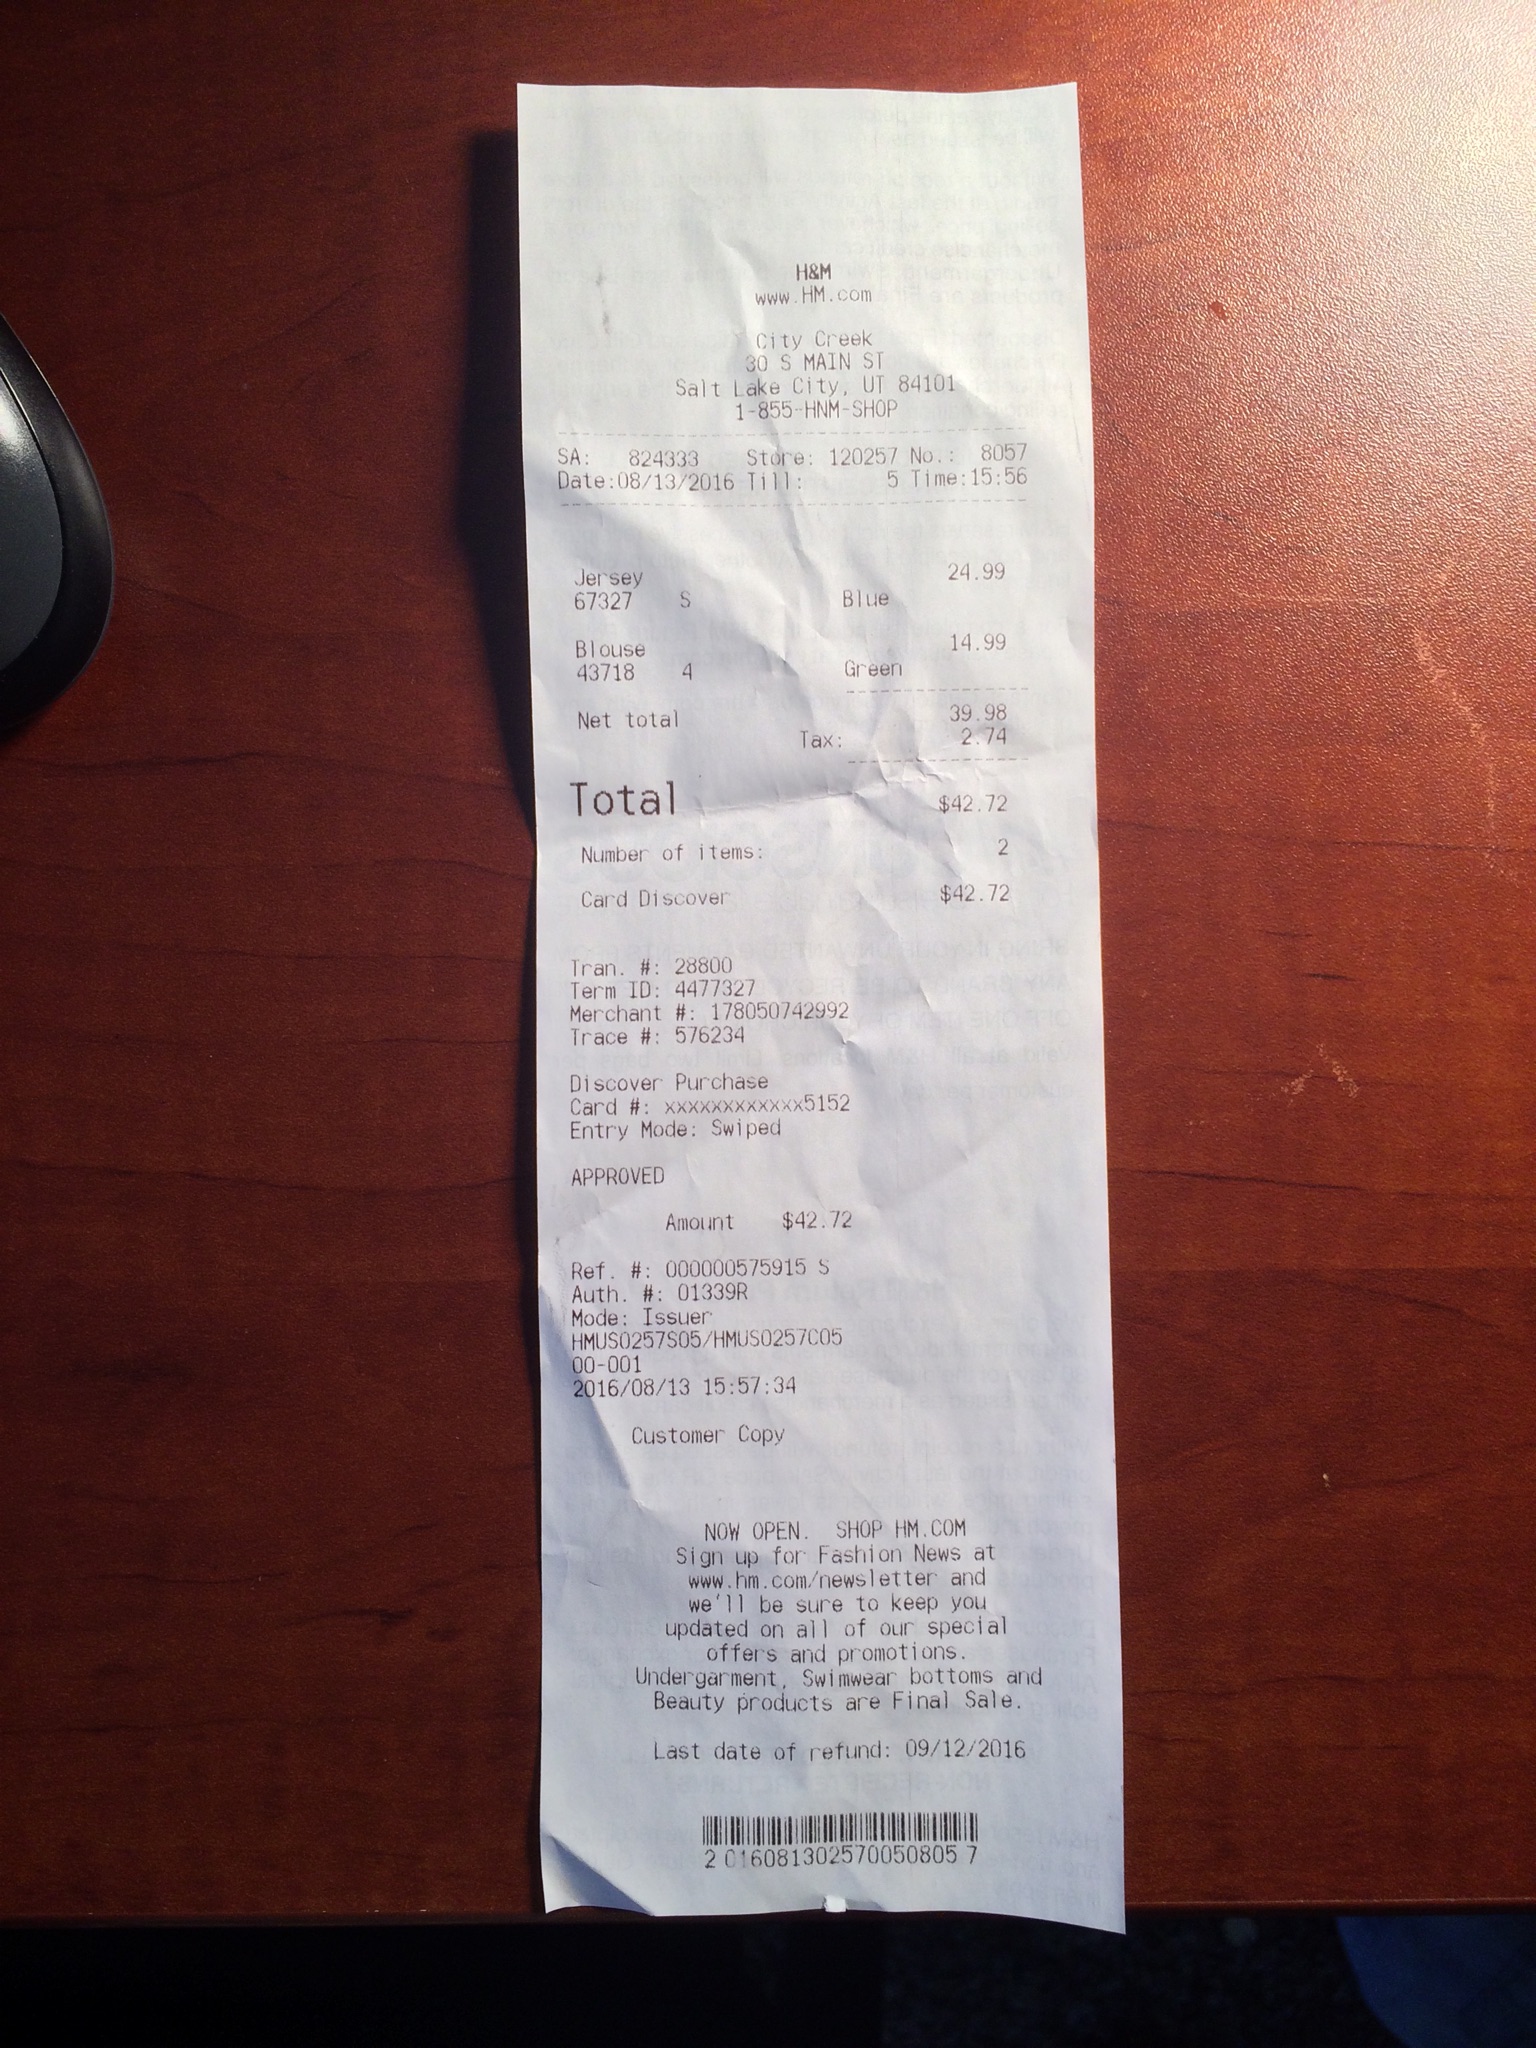 H&M
www.HM.com
City Creek
30 S MAIN ST
Salt Lake City, UT 84101
1-855-HNM-SHOP
SA: 824333 Store: 120257 No.: 8057
Date:08/13/2016 Till: 5 Time:15:56
Jersey 24.99
67327 S Blue
Blouse 14.99
43718 4 Green
Net total 39.98
Tax: 2.74
Total $42.72
Number of items: 2
Card Discover $42.72
Tran. #: 28800
Term ID: 4477327
Merchant #: 178050742992
Trace #: 576234
Discover Purchase
Card #: xxxxxxxxxxxx5152
Entry Mode: Swiped
APPROVED
Amount $42.72
Ref. #: 000000575915 S
Auth. #: 01339R
Mode: Issuer
HMUS0257S05/HMUS0257C05
00-001
2016/08/13 15:57:34
Customer Copy
NOW OPEN. SHOP HM.COM
Sign up for Fashion News at
www.hm.com/newsletter and
we'll be sure to keep you
updated on all of our special
offers and promotions.
Undergarment, Swimwear bottoms and
Beauty products are Final Sale.
Last date of refund: 09/12/2016
2 016081302570050805 7